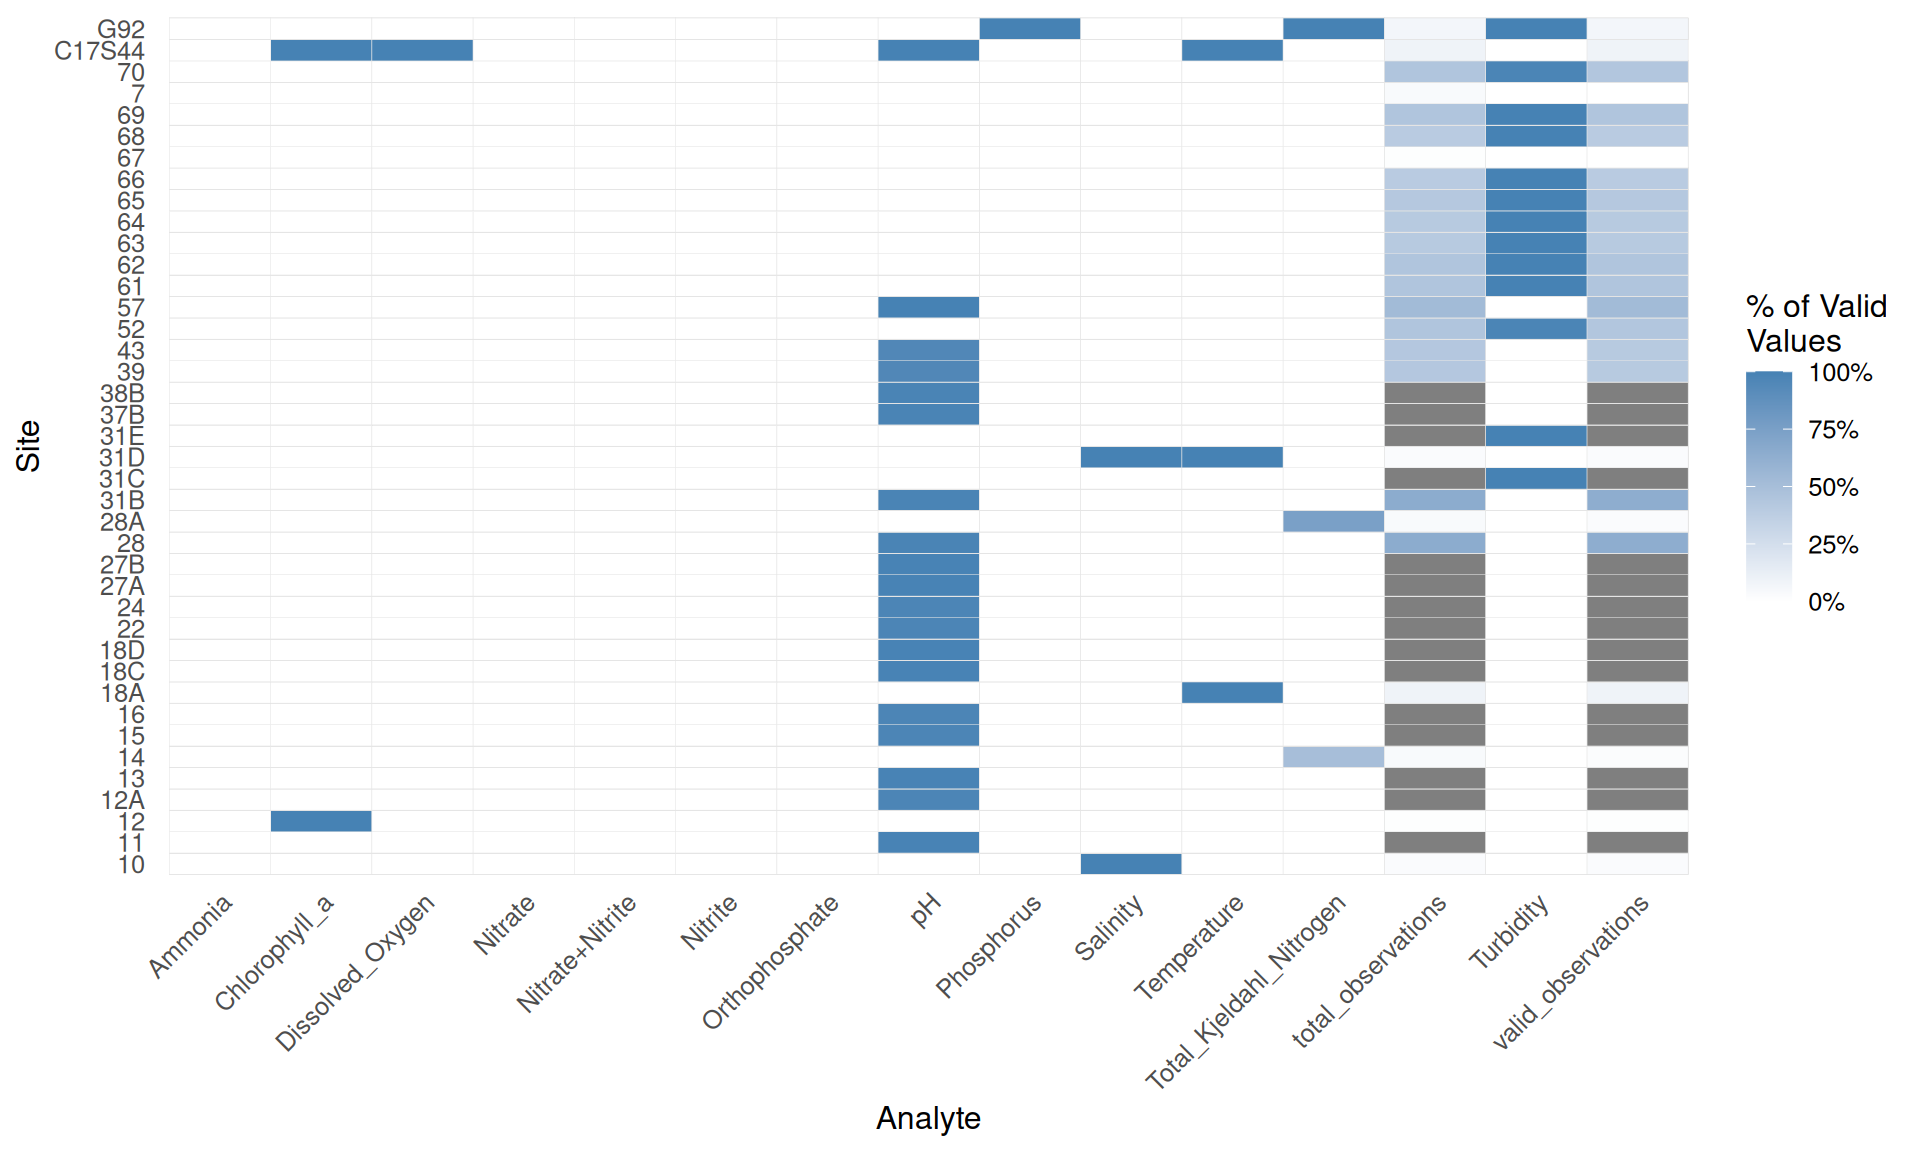 G92
C17S44
70
7
69
68
67
66
65
64
63
62
61
57
52
43
39
38B
37B
31E
31D
31C
31B
28A
28
27B
27A
24
22
18D
18C
18A
16
15
14
13
12A
12
11
10
Site
Ammonia
Chlorophyll_a
Dissolved_Oxygen
Nitrate
Nitrate+Nitrite
Nitrite
Orthophosphate
pH
Phosphorus
Salinity
Temperature
Total_Kjeldahl_Nitrogen
total_observations
Turbidity
valid_observations
Analyte
% of Valid
Values
100%
75%
50%
25%
0%